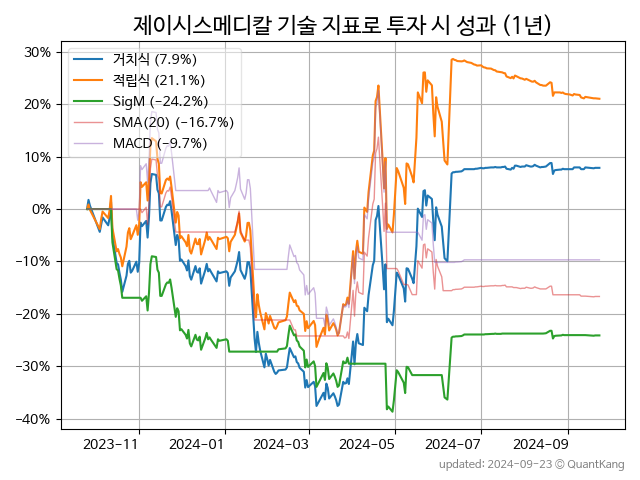 제이시스메디칼 기술 지표로 투자 시 성과 (1년)
30%
20%
10%
0%
−10%
−20%
−30%
−40%
거치식 (7.9%)
적립식 (21.1%)
SigM (−24.2%)
SMA(20) (−16.7%)
MACD (−9.7%)
2023−11
2024−01
2024−03
2024−05
2024−07
2024−09
updated: 2024−09−23 © QuantKang